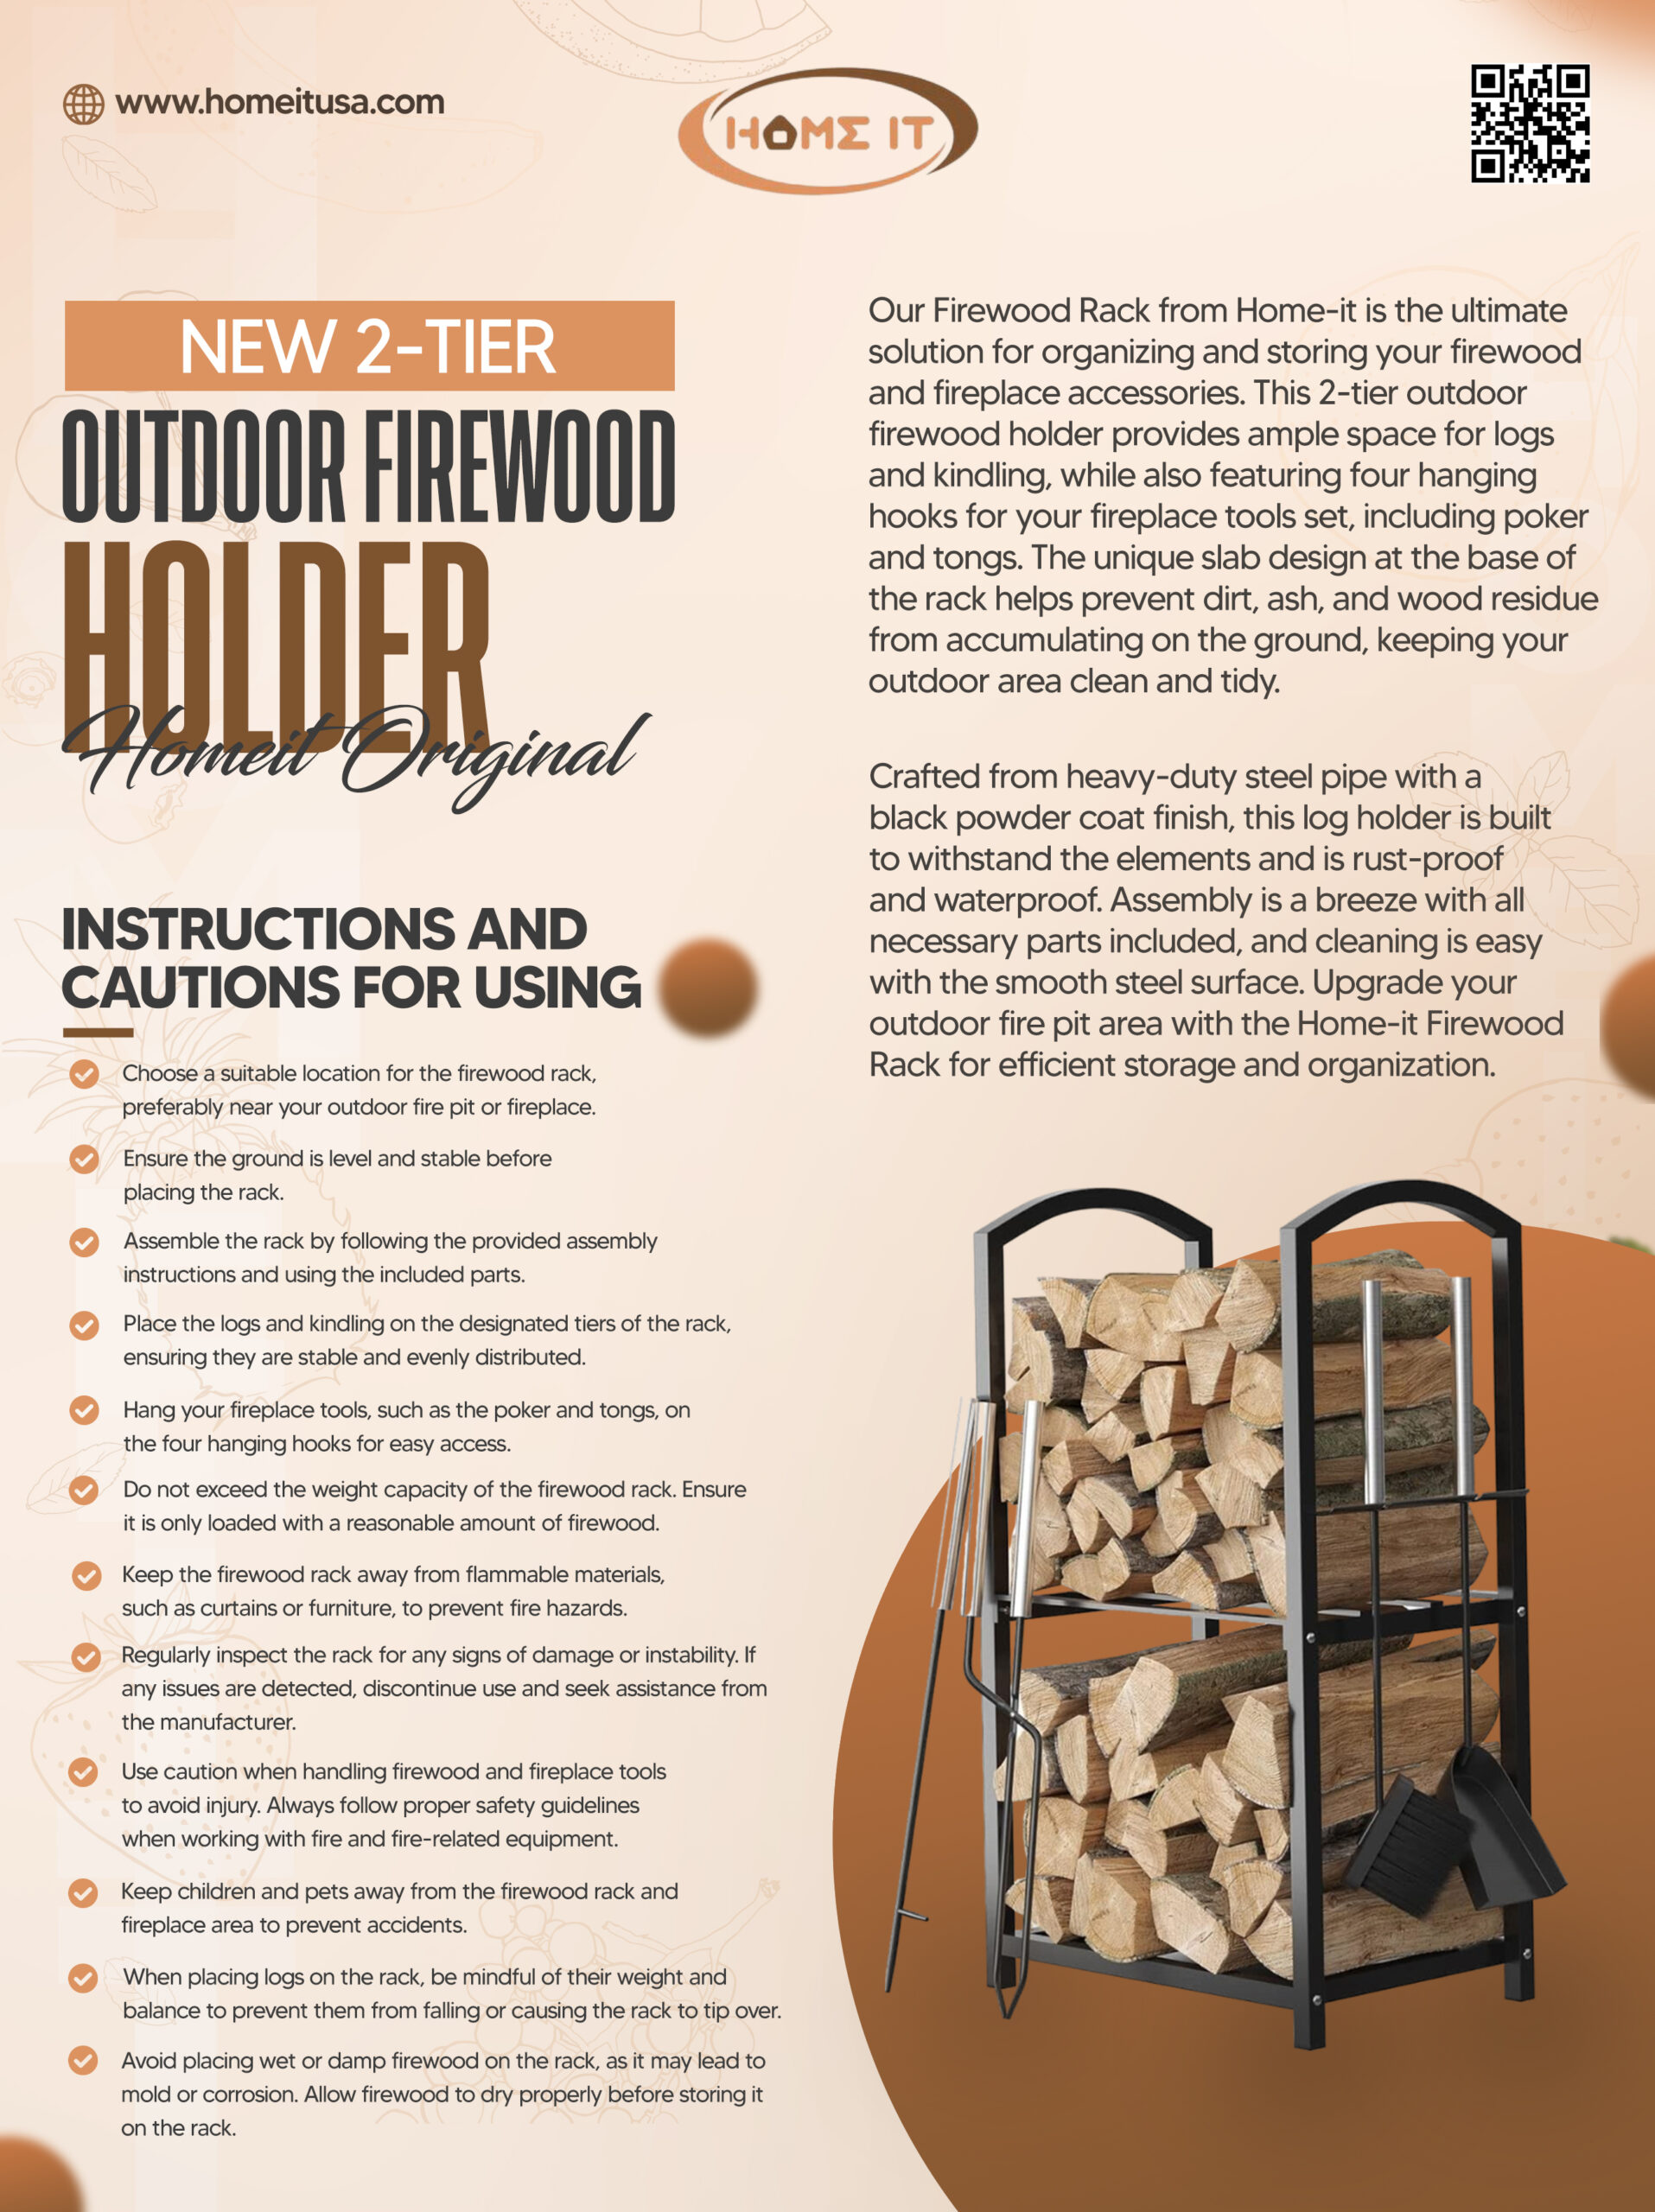 www.homeitusa.com
HOME IT
NEW 2-TIER
OUTDOOR FIREWOOD
HOLDER
Homeit Original
Our Firewood Rack from Home-it is the ultimate
solution for organizing and storing your firewood
and fireplace accessories. This 2-tier outdoor
firewood holder provides ample space for logs
and kindling, while also featuring four hanging
hooks for your fireplace tools set, including poker
and tongs. The unique slab design at the base of
the rack helps prevent dirt, ash, and wood residue
from accumulating on the ground, keeping your
outdoor area clean and tidy.
Crafted from heavy-duty steel pipe with a
black powder coat finish, this log holder is built
to withstand the elements and is rust-proof
and waterproof. Assembly is a breeze with all
necessary parts included, and cleaning is easy
with the smooth steel surface. Upgrade your
outdoor fire pit area with the Home-it Firewood
Rack for efficient storage and organization.
INSTRUCTIONS AND
CAUTIONS FOR USING
Choose a suitable location for the firewood rack,
preferably near your outdoor fire pit or fireplace.
Ensure the ground is level and stable before
placing the rack.
Assemble the rack by following the provided assembly
instructions and using the included parts.
Place the logs and kindling on the designated tiers of the rack,
ensuring they are stable and evenly distributed.
Hang your fireplace tools, such as the poker and tongs, on
the four hanging hooks for easy access.
Do not exceed the weight capacity of the firewood rack. Ensure
it is only loaded with a reasonable amount of firewood.
Keep the firewood rack away from flammable materials,
such as curtains or furniture, to prevent fire hazards.
Regularly inspect the rack for any signs of damage or instability. If
any issues are detected, discontinue use and seek assistance from
the manufacturer.
Use caution when handling firewood and fireplace tools
to avoid injury. Always follow proper safety guidelines
when working with fire and fire-related equipment.
Keep children and pets away from the firewood rack and
fireplace area to prevent accidents.
When placing logs on the rack, be mindful of their weight and
balance to prevent them from falling or causing the rack to tip over.
Avoid placing wet or damp firewood on the rack, as it may lead to
mold or corrosion. Allow firewood to dry properly before storing it
on the rack.